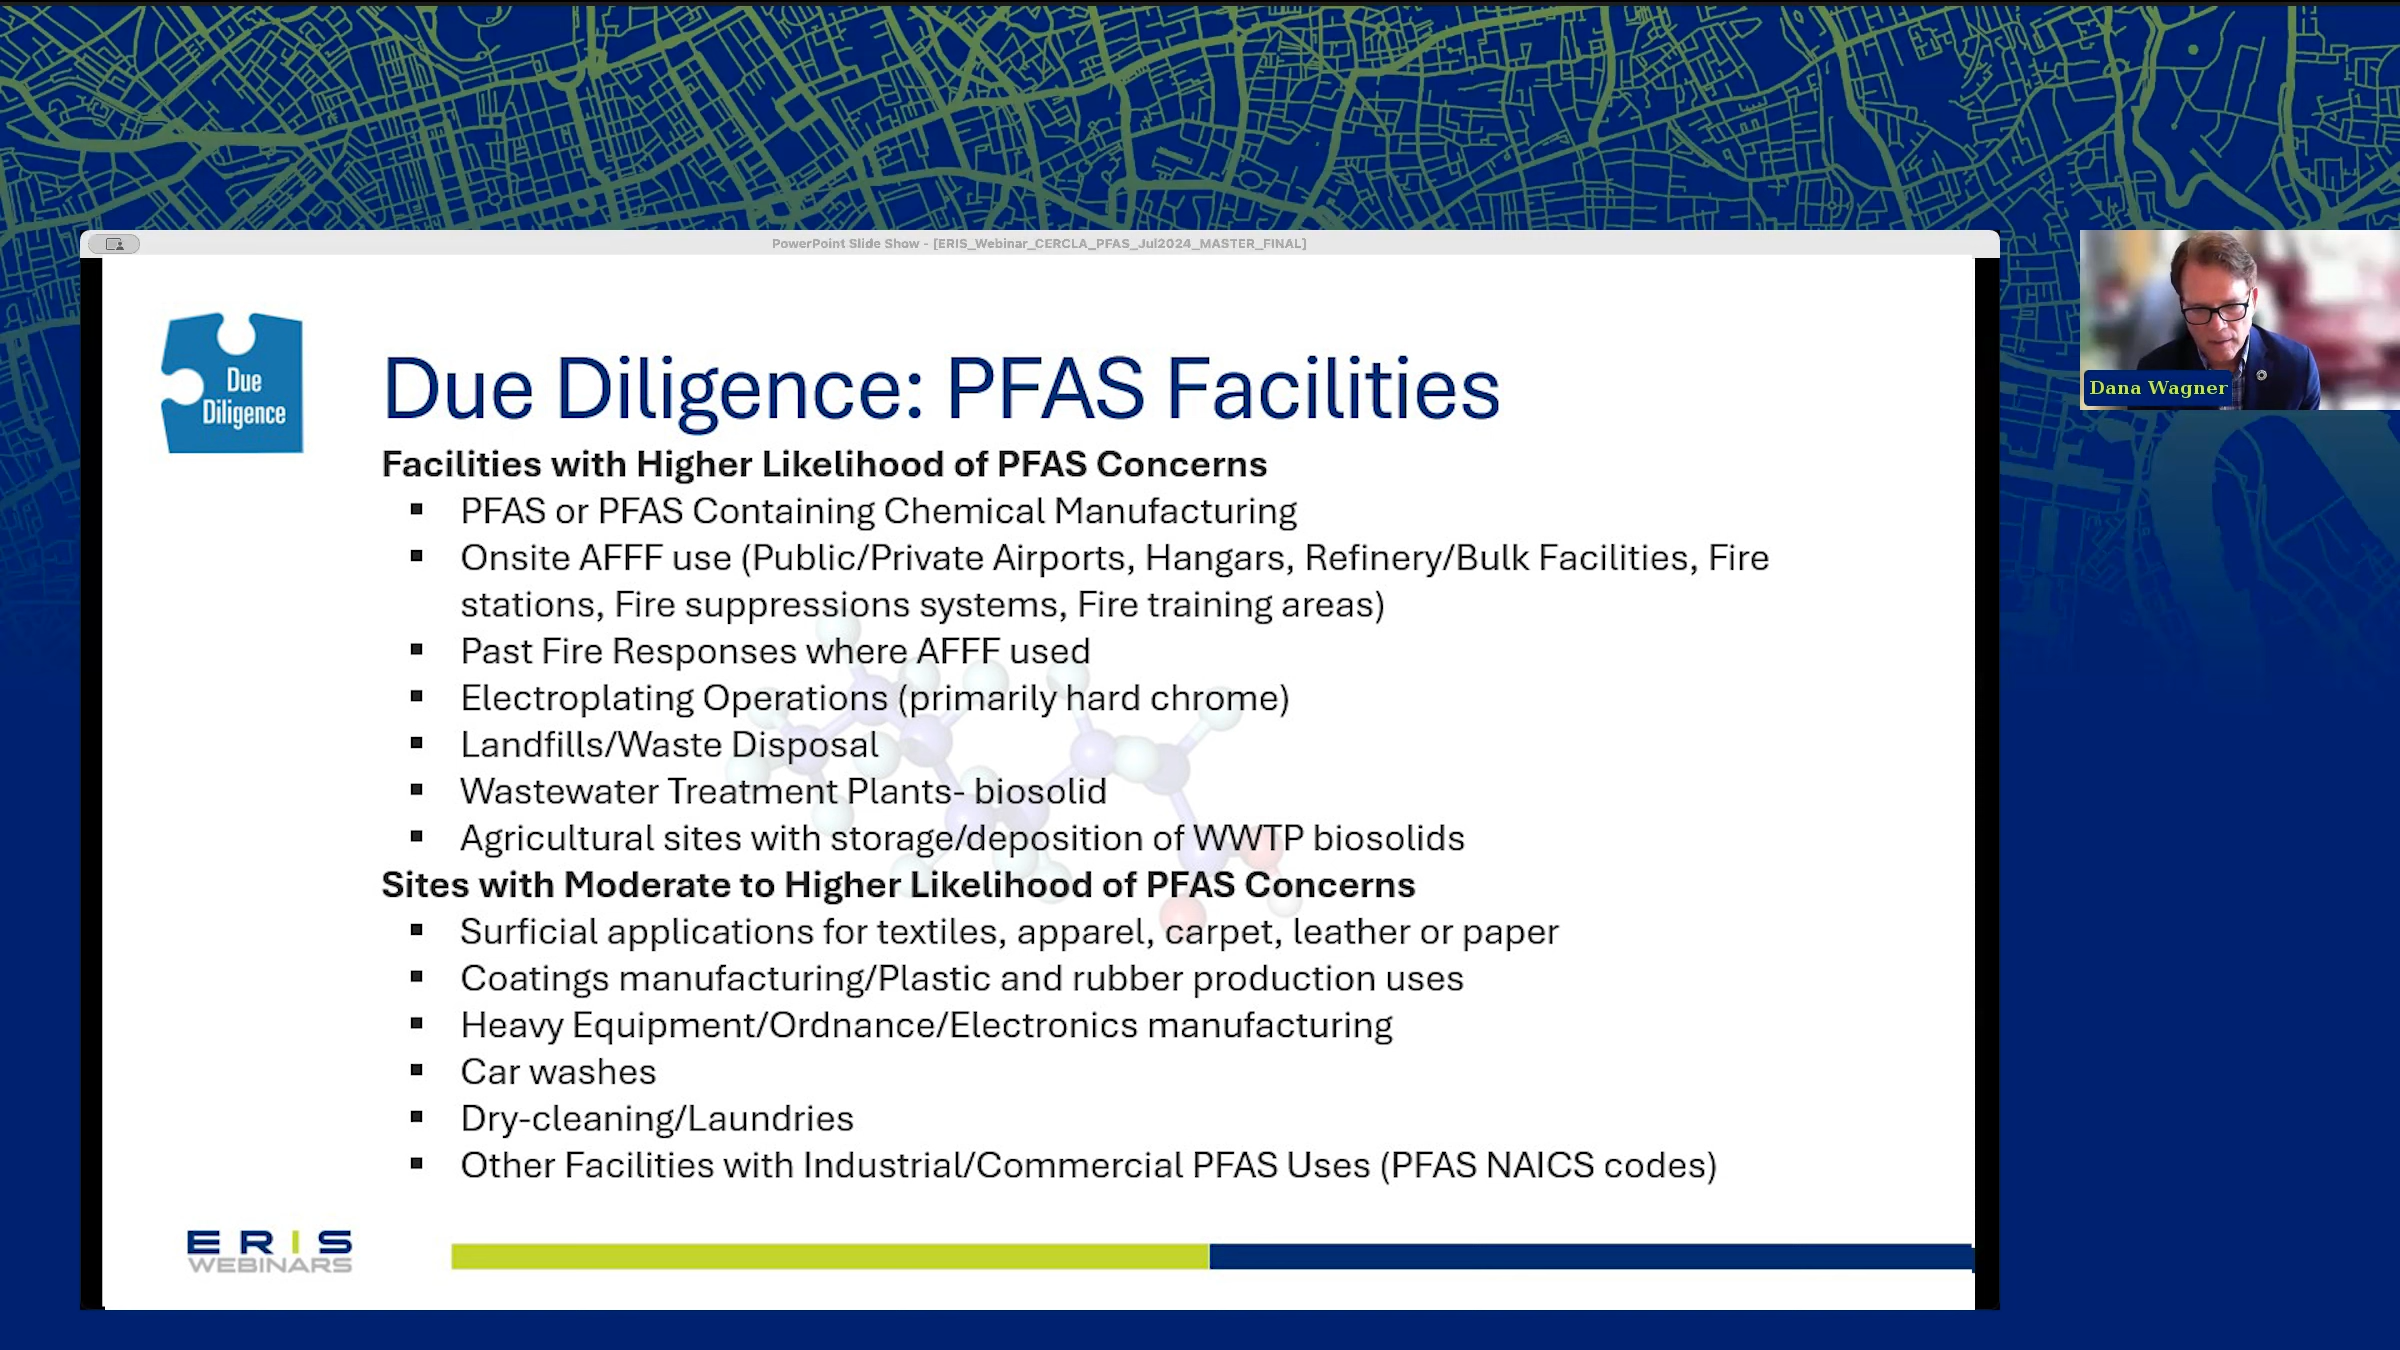 PowerPoint Slide Show - [ERIS_Webinar_CERCLA_PFAS_Jul2024_MASTER_FINAL]
Due
Diligence
Due Diligence: PFAS Facilities
Facilities with Higher Likelihood of PFAS Concerns
▪ PFAS or PFAS Containing Chemical Manufacturing
▪ Onsite AFFF use (Public/Private Airports, Hangars, Refinery/Bulk Facilities, Fire
stations, Fire suppressions systems, Fire training areas)
▪ Past Fire Responses where AFFF used
▪ Electroplating Operations (primarily hard chrome)
▪ Landfills/Waste Disposal
▪ Wastewater Treatment Plants- biosolid
▪ Agricultural sites with storage/deposition of WWTP biosolids
Sites with Moderate to Higher Likelihood of PFAS Concerns
▪ Surficial applications for textiles, apparel, carpet, leather or paper
▪ Coatings manufacturing/Plastic and rubber production uses
▪ Heavy Equipment/Ordnance/Electronics manufacturing
▪ Car washes
▪ Dry-cleaning/Laundries
▪ Other Facilities with Industrial/Commercial PFAS Uses (PFAS NAICS codes)
ERIS
WEBINARS
Dana Wagner